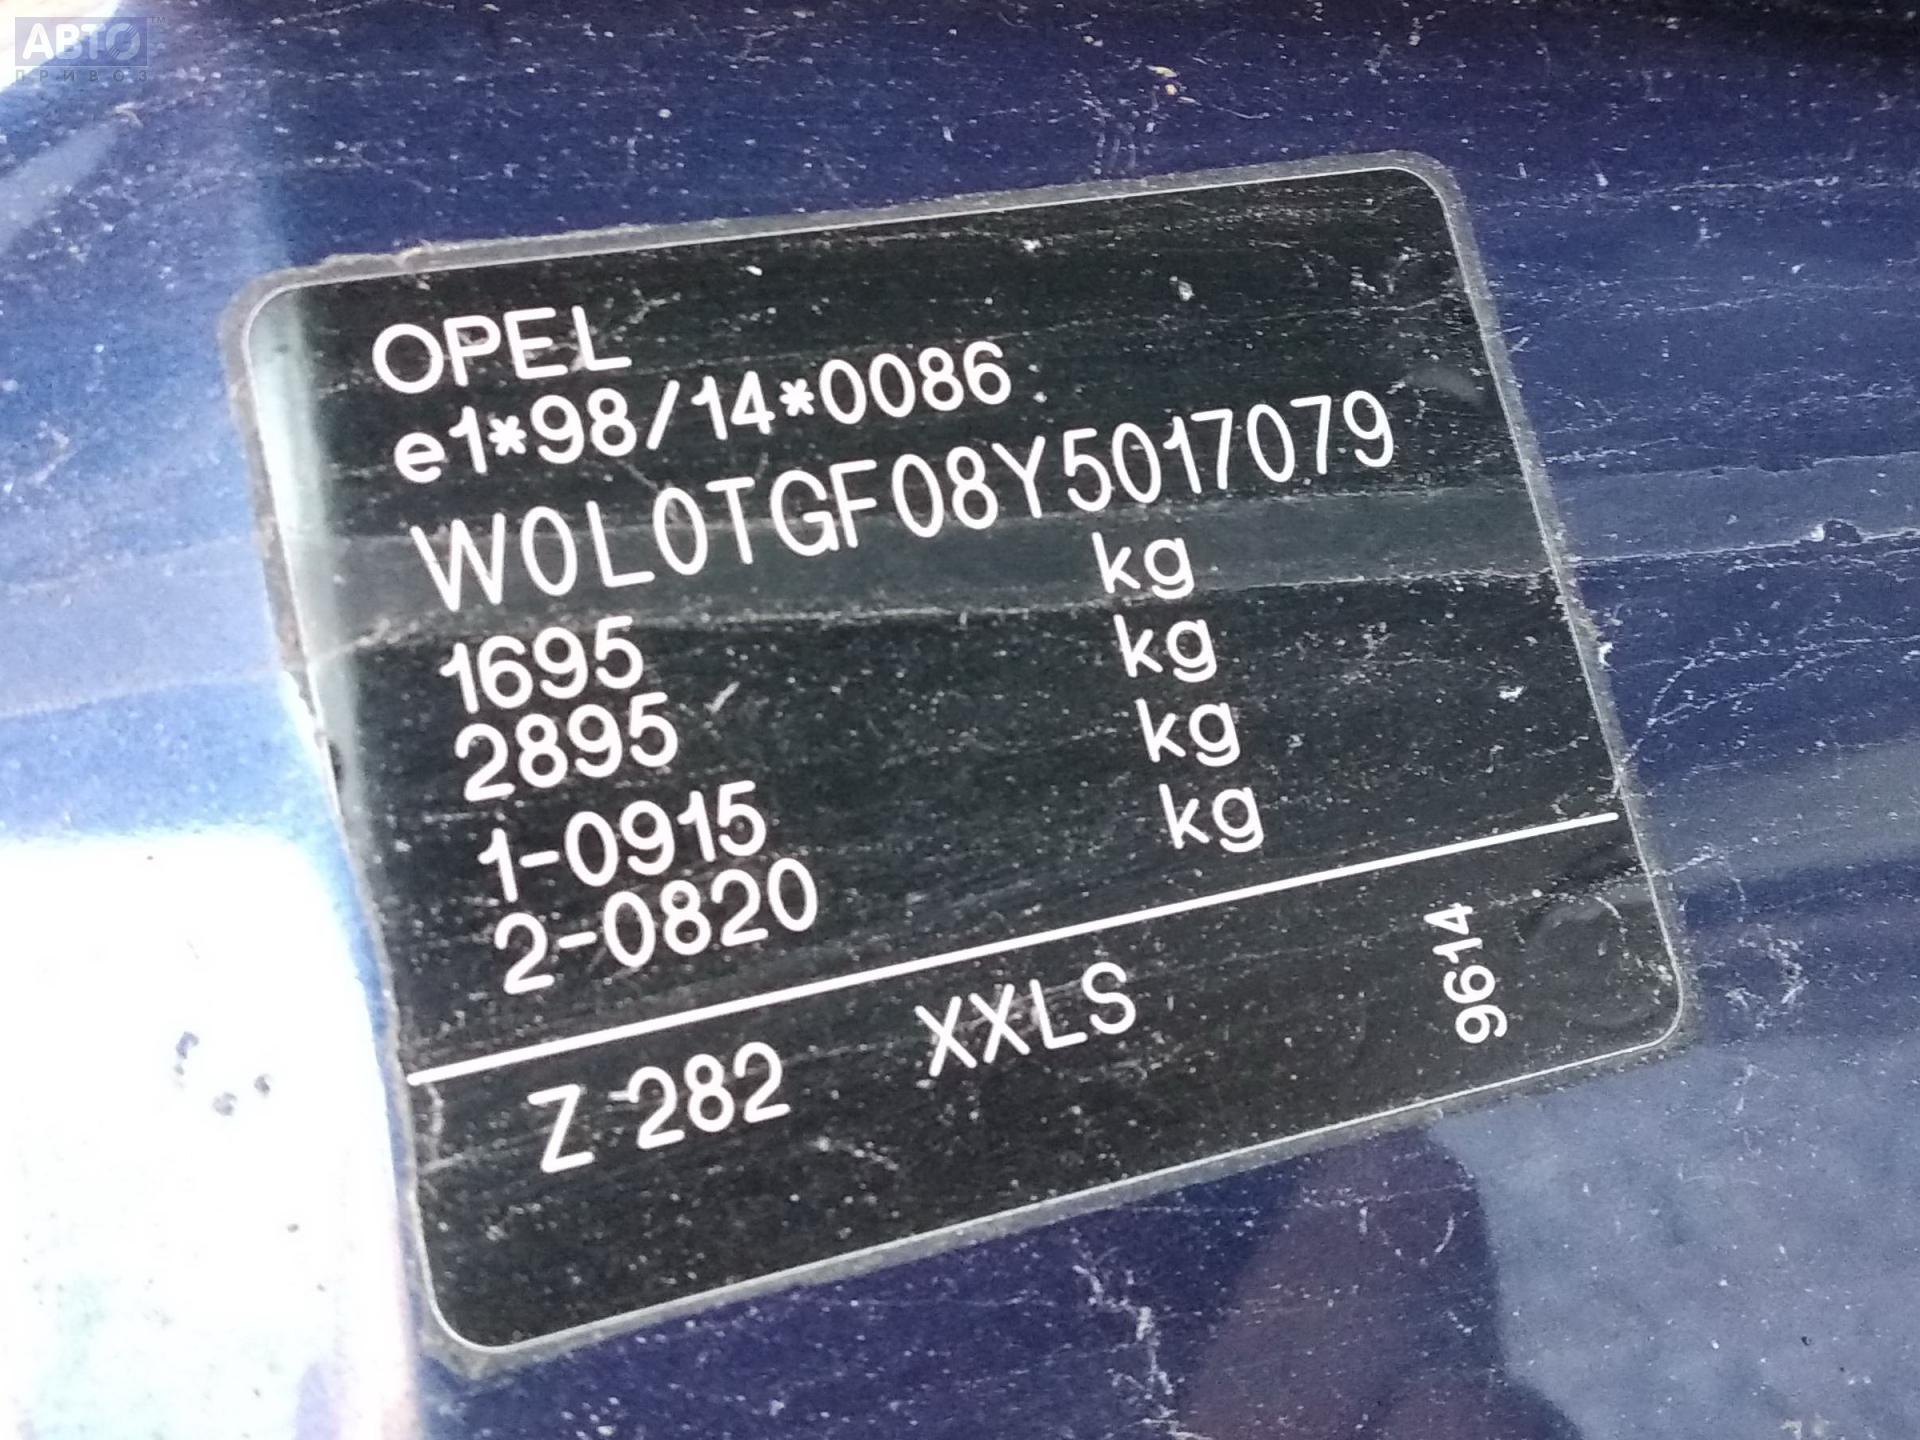 АВТО
ПРИВОЗ
OPEL
e1*98/14*0086
W0L0TGF08Y5017079
1695 kg
2895 kg
1-0915 kg
2-0820 kg
Z-282 XXLS 9614